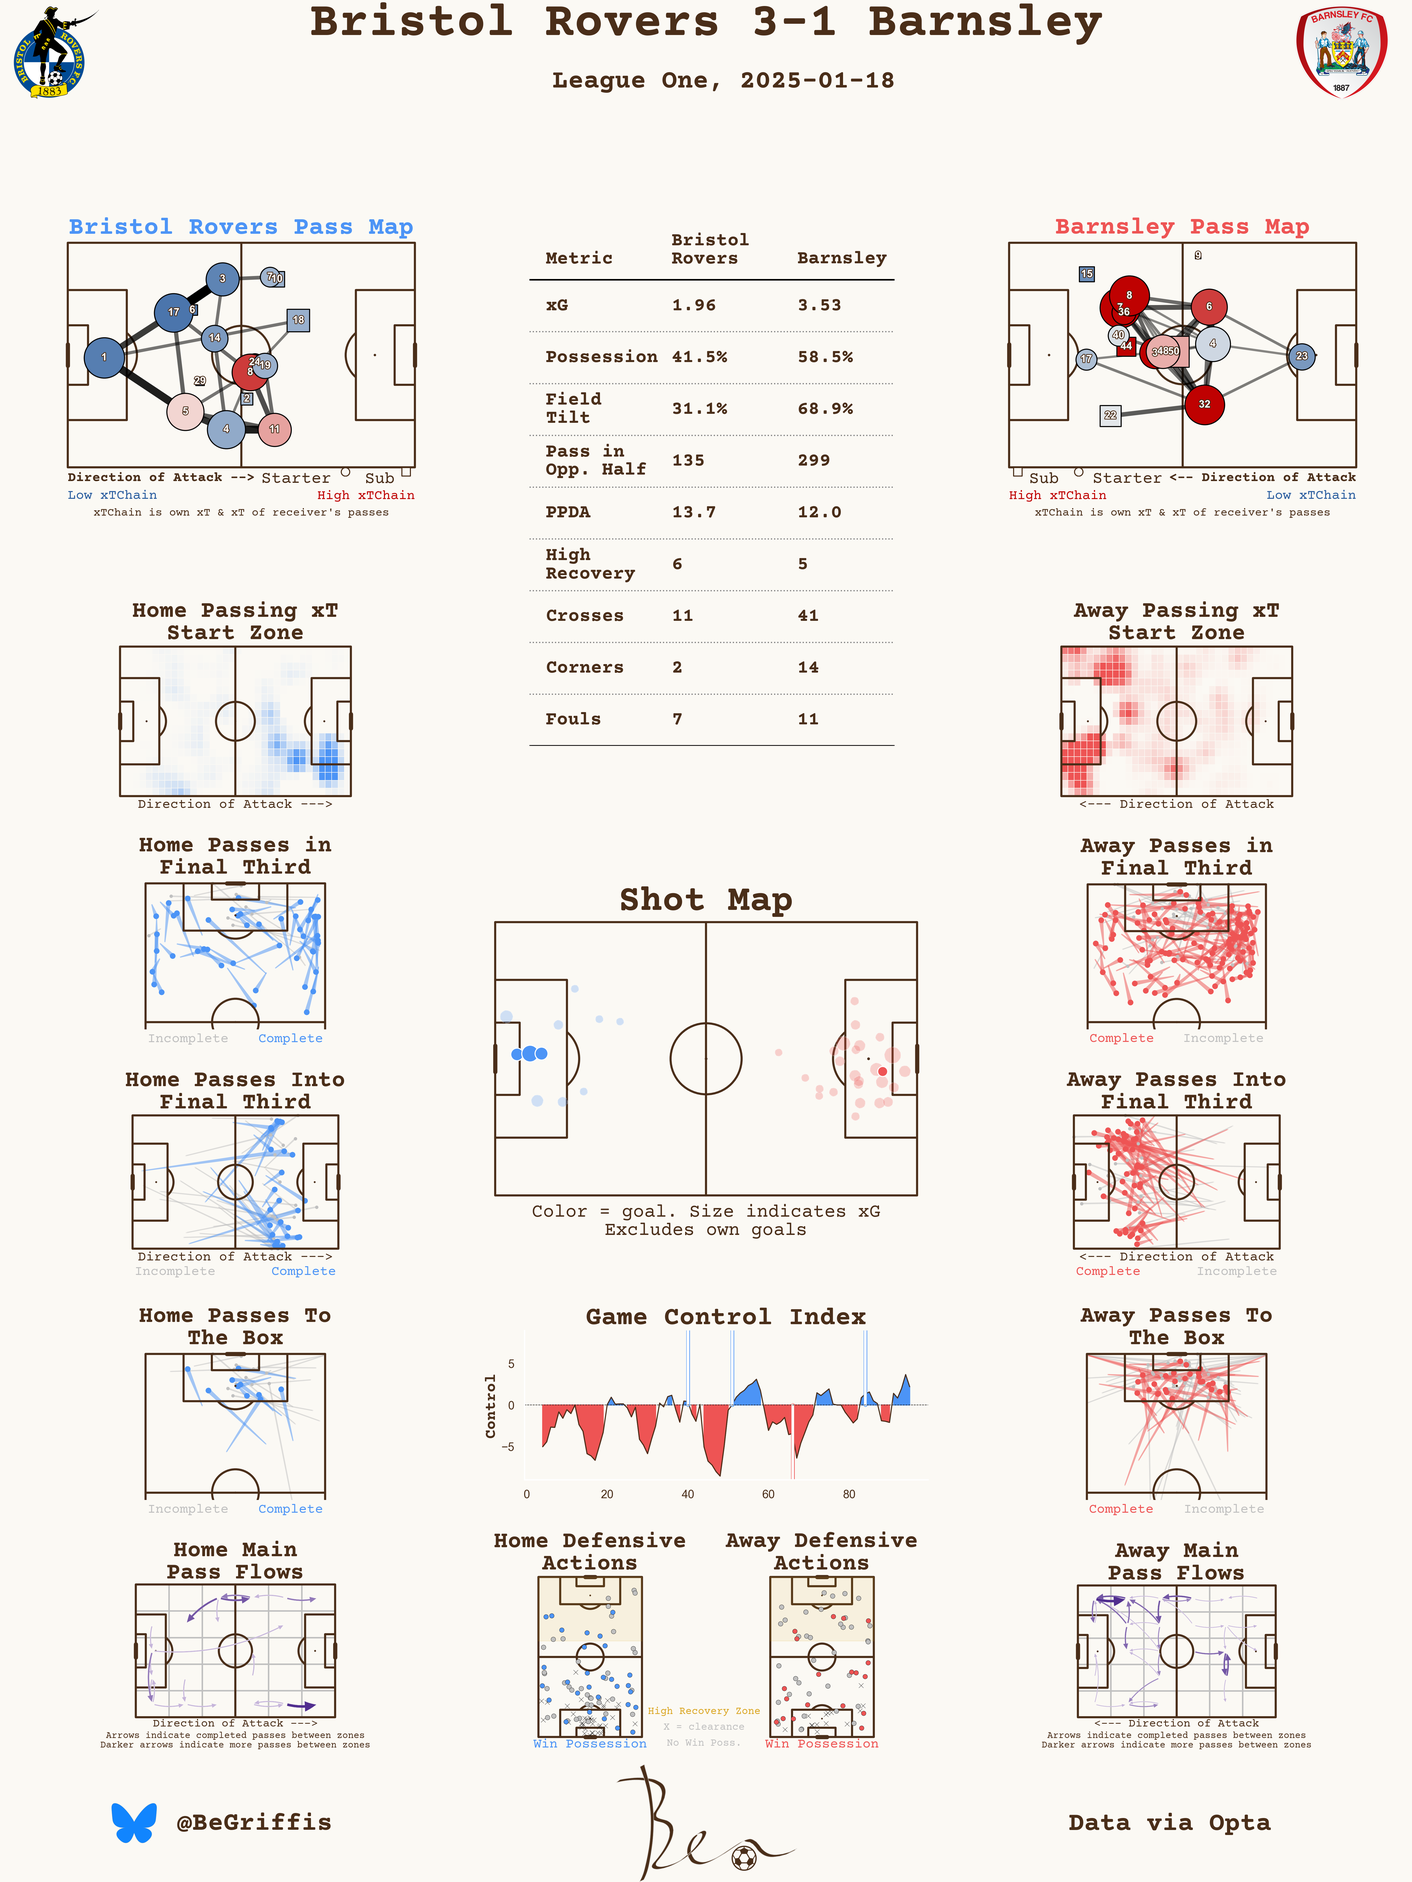 Bristol Rovers 3-1 Barnsley
League One, 2025-01-18
BRISTOL ROVERS F.C.
1883
BARNSLEY FC
1887
Bristol Rovers Pass Map
3
7
10
17
6
18
14
1
24
19
8
29
2
5
4
11
Direction of Attack --> Starter Sub
Low xTChain High xTChain
xTChain is own xT & xT of receiver's passes
Metric Bristol Rovers Barnsley
xG 1.96 3.53
Possession 41.5% 58.5%
Field Tilt 31.1% 68.9%
Pass in Opp. Half 135 299
PPDA 13.7 12.0
High Recovery 6 5
Crosses 11 41
Corners 2 14
Fouls 7 11
Barnsley Pass Map
9
15
8
7
36
6
40
44
4
3
48
50
17
23
22
32
Sub Starter <-- Direction of Attack
High xTChain Low xTChain
xTChain is own xT & xT of receiver's passes
Home Passing xT
Start Zone
Direction of Attack --->
Away Passing xT
Start Zone
<--- Direction of Attack
Home Passes in
Final Third
Incomplete Complete
Away Passes in
Final Third
Complete Incomplete
Shot Map
Color = goal. Size indicates xG
Excludes own goals
Home Passes Into
Final Third
Direction of Attack --->
Incomplete Complete
Away Passes Into
Final Third
<--- Direction of Attack
Complete Incomplete
Home Passes To
The Box
Incomplete Complete
Game Control Index
Control
5
0
−5
0 20 40 60 80
Away Passes To
The Box
Complete Incomplete
Home Main
Pass Flows
Direction of Attack --->
Arrows indicate completed passes between zones
Darker arrows indicate more passes between zones
Home Defensive
Actions
Win Possession
Away Defensive
Actions
Win Possession
High Recovery Zone
X = clearance
No Win Poss.
Away Main
Pass Flows
<--- Direction of Attack
Arrows indicate completed passes between zones
Darker arrows indicate more passes between zones
@BeGriffis
Ben
Data via Opta